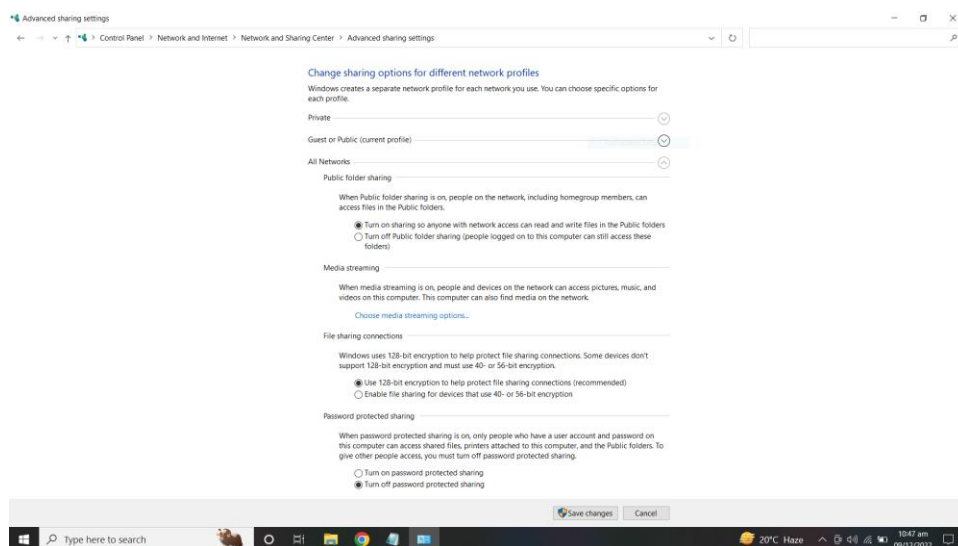 Advanced sharing settings
Control Panel > Network and Internet > Network and Sharing Center > Advanced sharing settings
Change sharing options for different network profiles
Windows creates a separate network profile for each network you use. You can choose specific options for
each profile.
Private
Guest or Public (current profile)
All Networks
Public folder sharing
When Public folder sharing is on, people on the network, including homegroup members, can
access files in the Public folders.
Turn on sharing so anyone with network access can read and write files in the Public folders
Turn off Public folder sharing (people logged on to this computer can still access these
folders)
Media streaming
When media streaming is on, people and devices on the network can access pictures, music, and
videos on this computer. This computer can also find media on the network.
Choose media streaming options...
File sharing connections
Windows uses 128-bit encryption to help protect file sharing connections. Some devices don't
support 128-bit encryption and must use 40- or 56-bit encryption.
Use 128-bit encryption to help protect file sharing connections (recommended)
Enable file sharing for devices that use 40- or 56-bit encryption
Password protected sharing
When password protected sharing is on, only people who have a user account and password on
this computer can access shared files, printers attached to this computer, and the Public folders. To
give other people access, you must turn off password protected sharing.
Turn on password protected sharing
Turn off password protected sharing
Save changes Cancel
Type here to search
20°C Haze
10:47 am
09/12/2022